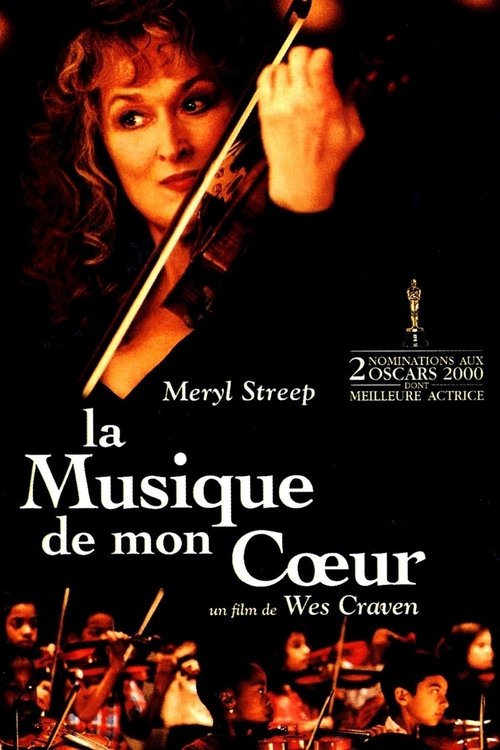 Meryl Streep
2 NOMINATIONS AUX
OSCARS 2000
DONT
MEILLEURE ACTRICE
la
Musique
de mon
Cœur
un film de Wes Craven